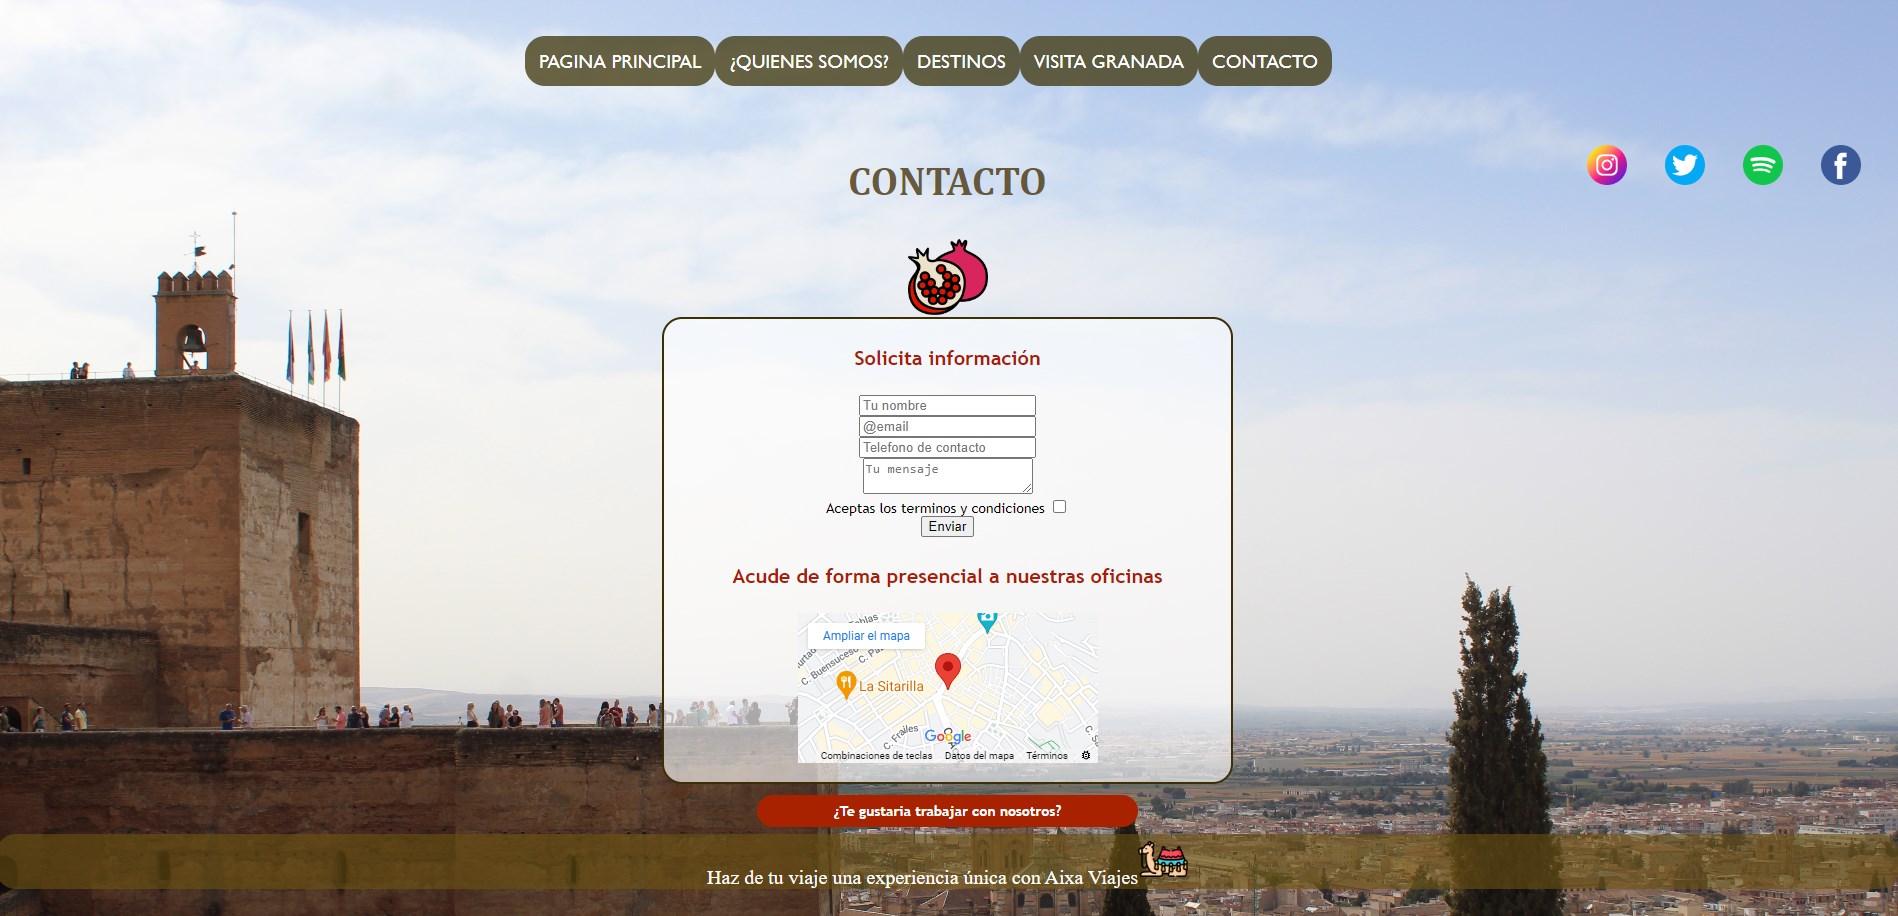 PAGINA PRINCIPAL ¿QUIENES SOMOS? DESTINOS VISITA GRANADA CONTACTO
CONTACTO
Solicita información
Tu nombre
@email
Telefono de contacto
Tu mensaje
Aceptas los terminos y condiciones
Enviar
Acude de forma presencial a nuestras oficinas
Ampliar el mapa
C. Buensuceso
La Sitarilla
C. Frailes
Google
Combinaciones de teclas Datos del mapa Términos
¿Te gustaria trabajar con nosotros?
Haz de tu viaje una experiencia única con Aixa Viajes